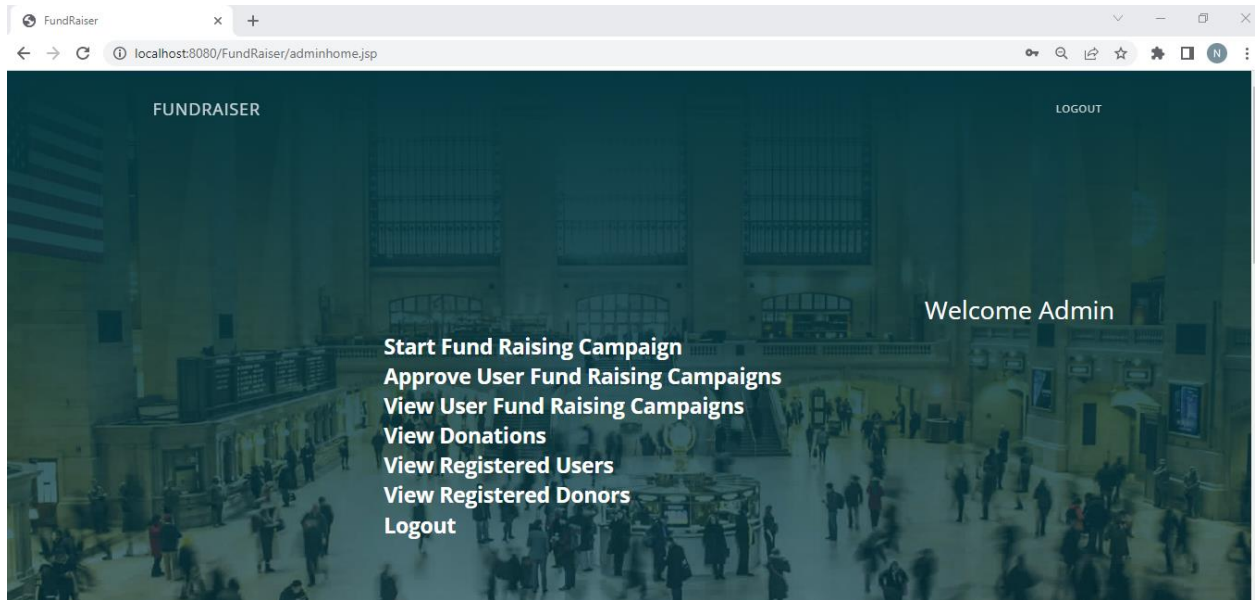 FundRaiser
localhost:8080/FundRaiser/adminhome.jsp
N
FUNDRAISER
LOGOUT
Welcome Admin
Start Fund Raising Campaign
Approve User Fund Raising Campaigns
View User Fund Raising Campaigns
View Donations
View Registered Users
View Registered Donors
Logout